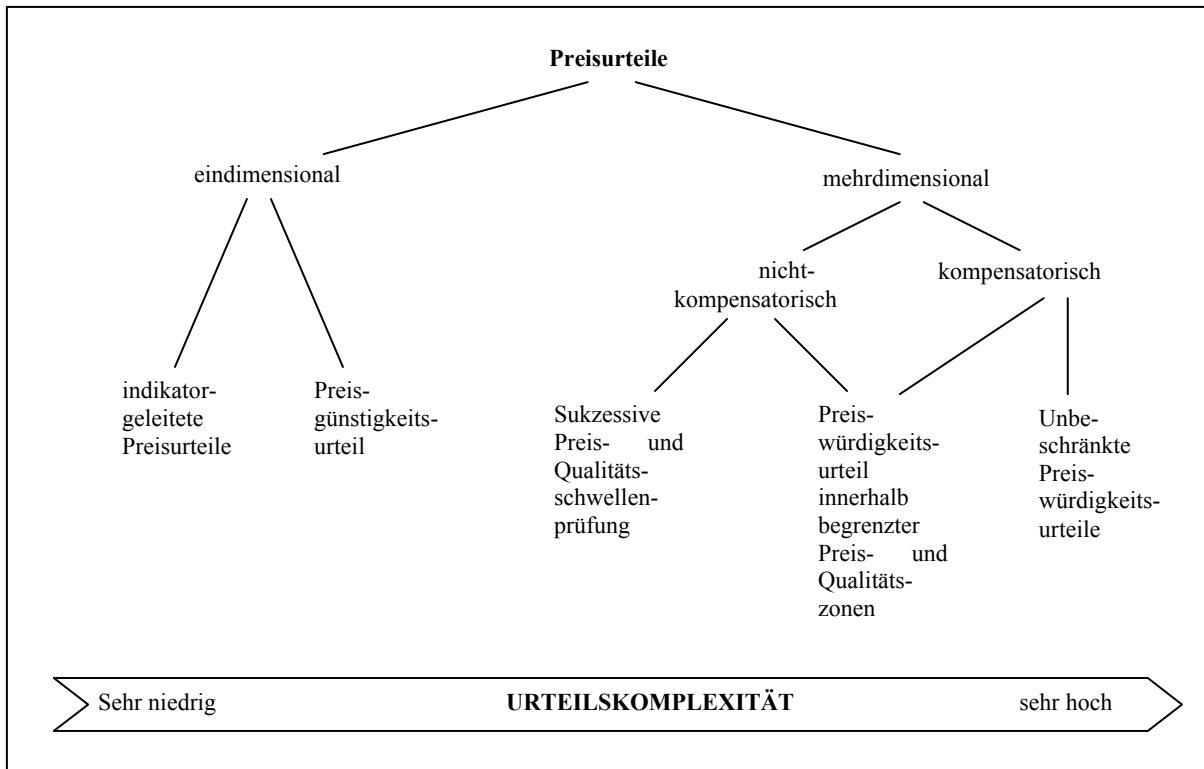 Preisurteile
eindimensional
mehrdimensional
nicht-
kompensatorisch
kompensatorisch
indikator-
geleitete
Preisurteile
Preis-
günstigkeits-
urteil
Sukzessive
Preis- und
Qualitäts-
schwellen-
prüfung
Preis-
würdigkeits-
urteil
innerhalb
begrenzter
Preis- und
Qualitäts-
zonen
Unbe-
schränkte
Preis-
würdigkeits-
urteile
Sehr niedrig URTEILSKOMPLEXITÄT sehr hoch